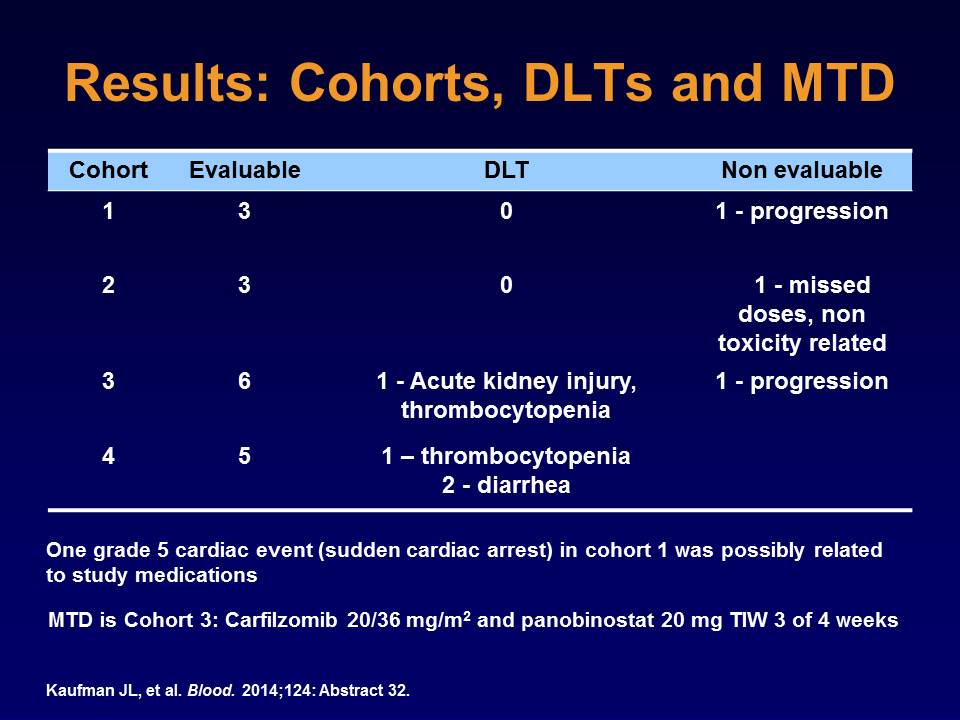 Results: Cohorts, DLTs and MTD
Cohort Evaluable DLT Non evaluable
1 3 0 1 - progression
2 3 0 1 - missed
doses, non
toxicity related
3 6 1 - Acute kidney injury, 1 - progression
thrombocytopenia
4 5 1 – thrombocytopenia
2 - diarrhea
One grade 5 cardiac event (sudden cardiac arrest) in cohort 1 was possibly related
to study medications
MTD is Cohort 3: Carfilzomib 20/36 mg/m² and panobinostat 20 mg TIW 3 of 4 weeks
Kaufman JL, et al. Blood. 2014;124: Abstract 32.